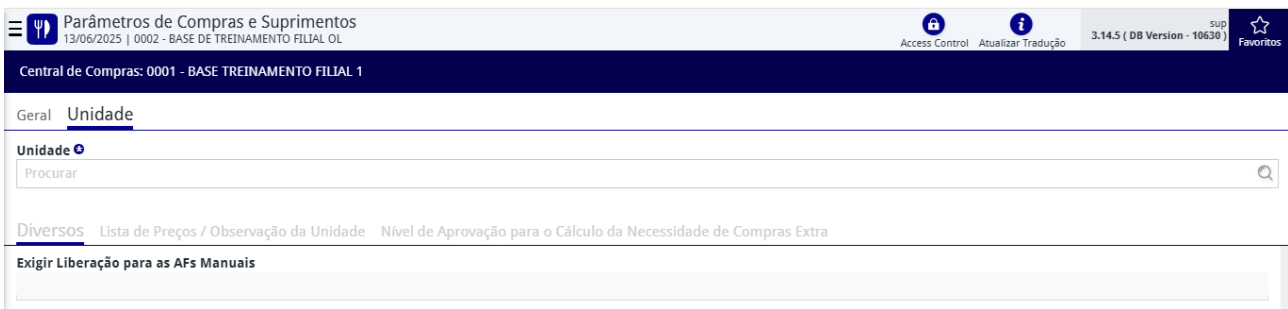 Parâmetros de Compras e Suprimentos
13/06/2025 | 0002 - BASE DE TREINAMENTO FILIAL OL
Access Control
Atualizar Tradução
sup
3.14.5 ( DB Version - 10630 )
Favoritos
Central de Compras: 0001 - BASE TREINAMENTO FILIAL 1
Geral Unidade
Unidade
Procurar
Diversos Lista de Preços / Observação da Unidade Nível de Aprovação para o Cálculo da Necessidade de Compras Extra
Exigir Liberação para as AFs Manuais